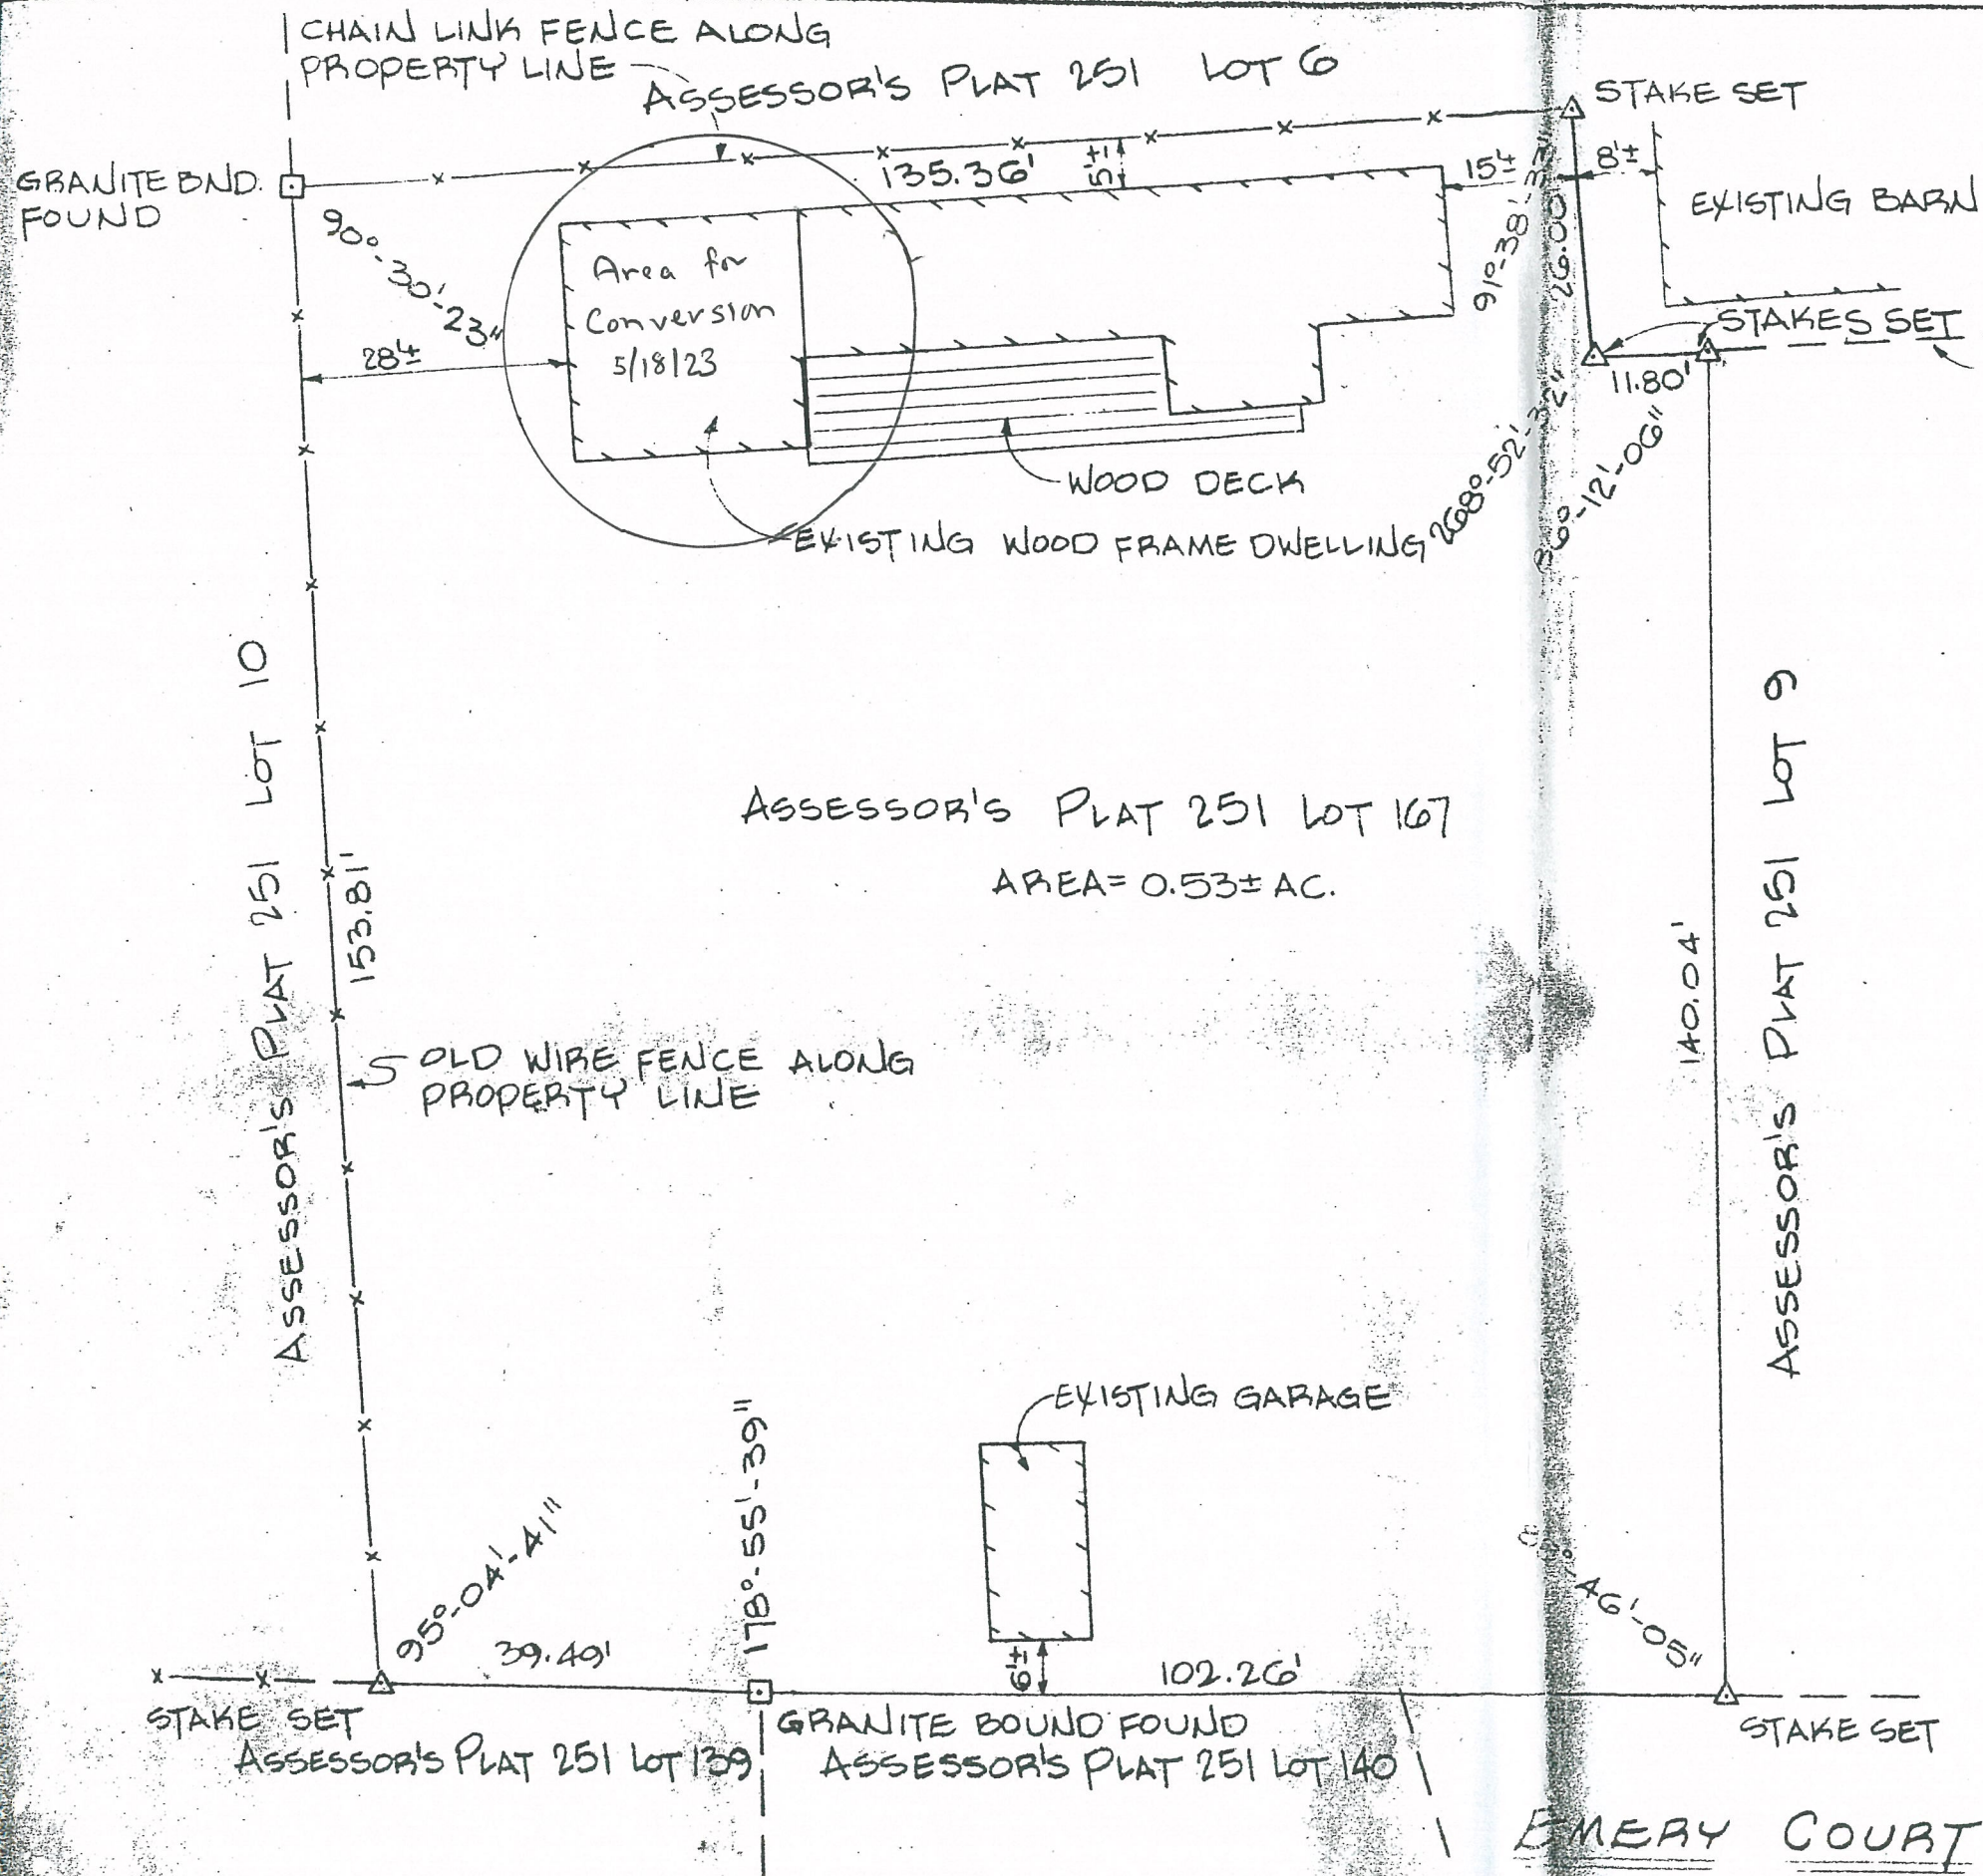 CHAIN LINK FENCE ALONG
PROPERTY LINE
ASSESSOR'S PLAT 251 LOT 6
STAKE SET
GRANITE BND.
FOUND
135.36'
5'±
15'±
8'±
EXISTING BARN
90°-30'-23"
91°-38'
26.00'
Area for
Conversion
5/18/23
28'±
STAKES SET
11.80'
WOOD DECK
EXISTING WOOD FRAME DWELLING
268°-52'-32"
-12'-06"
ASSESSOR'S PLAT 251 LOT 10
153.81'
ASSESSOR'S PLAT 251 LOT 167
AREA= 0.53± AC.
140.04'
ASSESSOR'S PLAT 251 LOT 9
OLD WIRE FENCE ALONG
PROPERTY LINE
EXISTING GARAGE
95°-04'-41"
39.49'
178°-55'-39"
6'±
102.26'
46'-05"
STAKE SET
ASSESSOR'S PLAT 251 LOT 139
GRANITE BOUND FOUND
ASSESSOR'S PLAT 251 LOT 140
STAKE SET
EMERY COURT